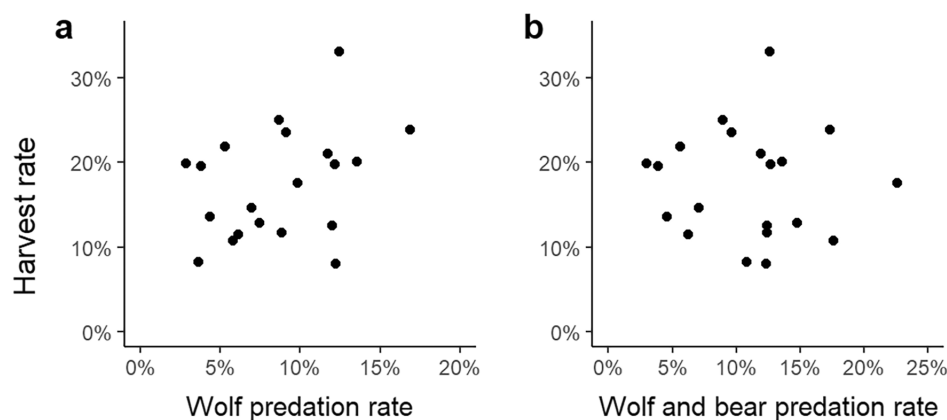 a
b
Harvest rate
30%
20%
10%
0%
0% 5% 10% 15% 20%
Wolf predation rate
30%
20%
10%
0%
0% 5% 10% 15% 20% 25%
Wolf and bear predation rate